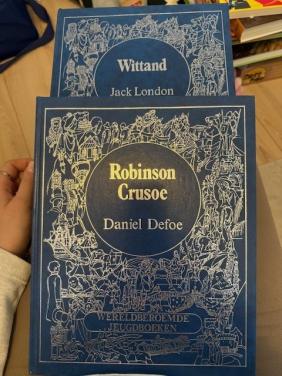 Wittand
Jack London
Robinson
Crusoe
Daniel Defoe
WERELDBEROEMDE
JEUGDBOEKEN